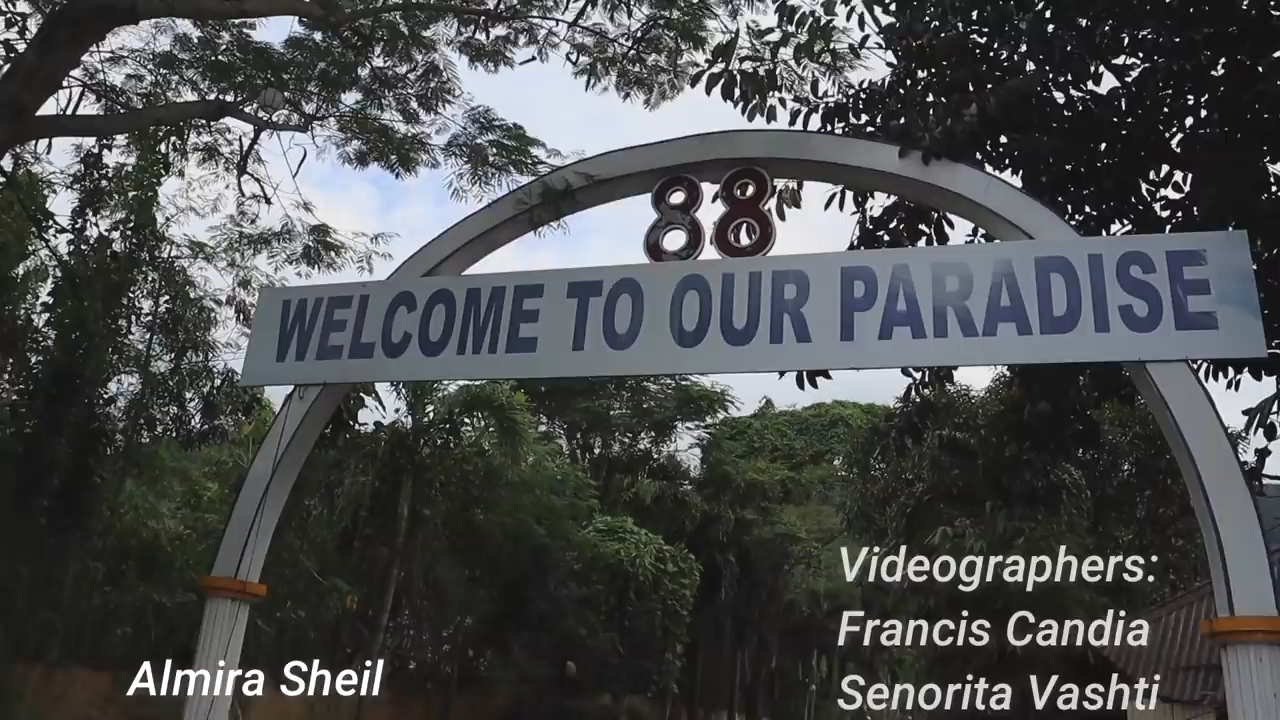 88
WELCOME TO OUR PARADISE
Videographers:
Francis Candia
Almira Sheil
Senorita Vashti